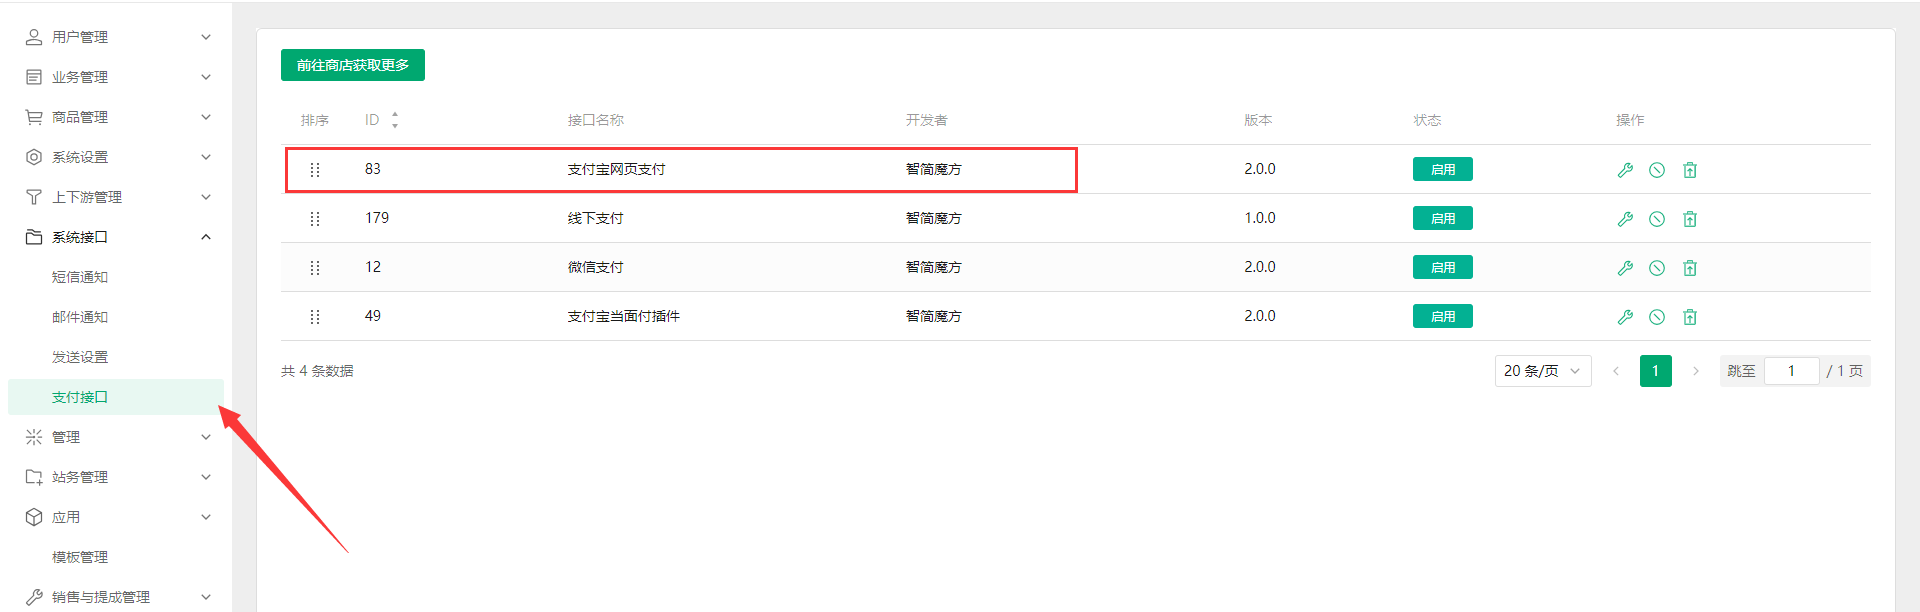 用户管理
业务管理
商品管理
系统设置
上下游管理
系统接口
短信通知
邮件通知
发送设置
支付接口
管理
站务管理
应用
模板管理
销售与提成管理
前往商店获取更多
排序 ID 接口名称 开发者 版本 状态 操作
83 支付宝网页支付 智简魔方 2.0.0 启用
179 线下支付 智简魔方 1.0.0 启用
12 微信支付 智简魔方 2.0.0 启用
49 支付宝当面付插件 智简魔方 2.0.0 启用
共 4 条数据 20 条/页 1 跳至 1 / 1 页